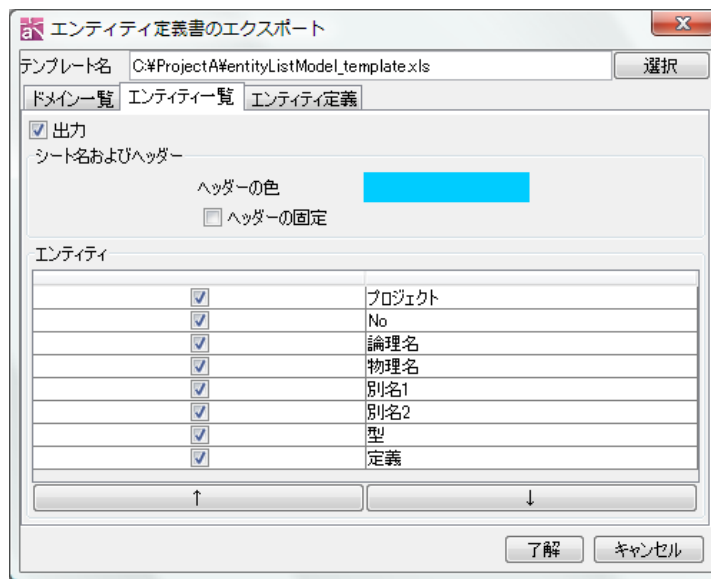 エンティティ定義書のエクスポート
テンプレート名 C:¥ProjectA¥entityListModel_template.xls 選択
ドメイン一覧 エンティティ一覧 エンティティ定義
出力
シート名およびヘッダー
ヘッダーの色
ヘッダーの固定
エンティティ
プロジェクト
No
論理名
物理名
別名1
別名2
型
定義
↑ ↓
了解 キャンセル